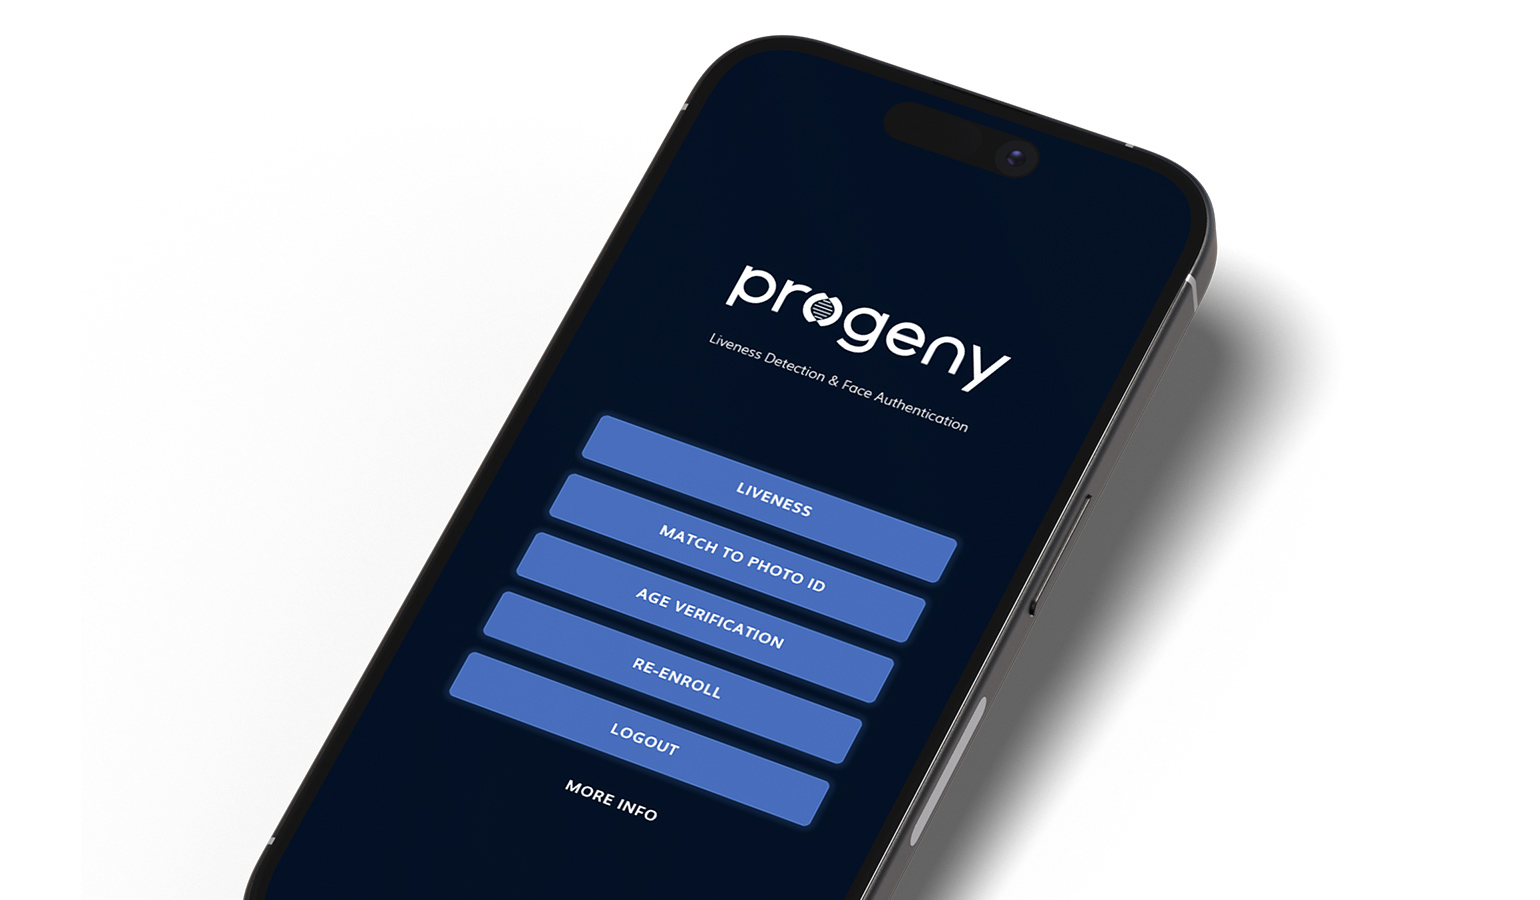 progeny
Liveness Detection & Face Authentication
LIVENESS
MATCH TO PHOTO ID
AGE VERIFICATION
RE-ENROLL
LOGOUT
MORE INFO